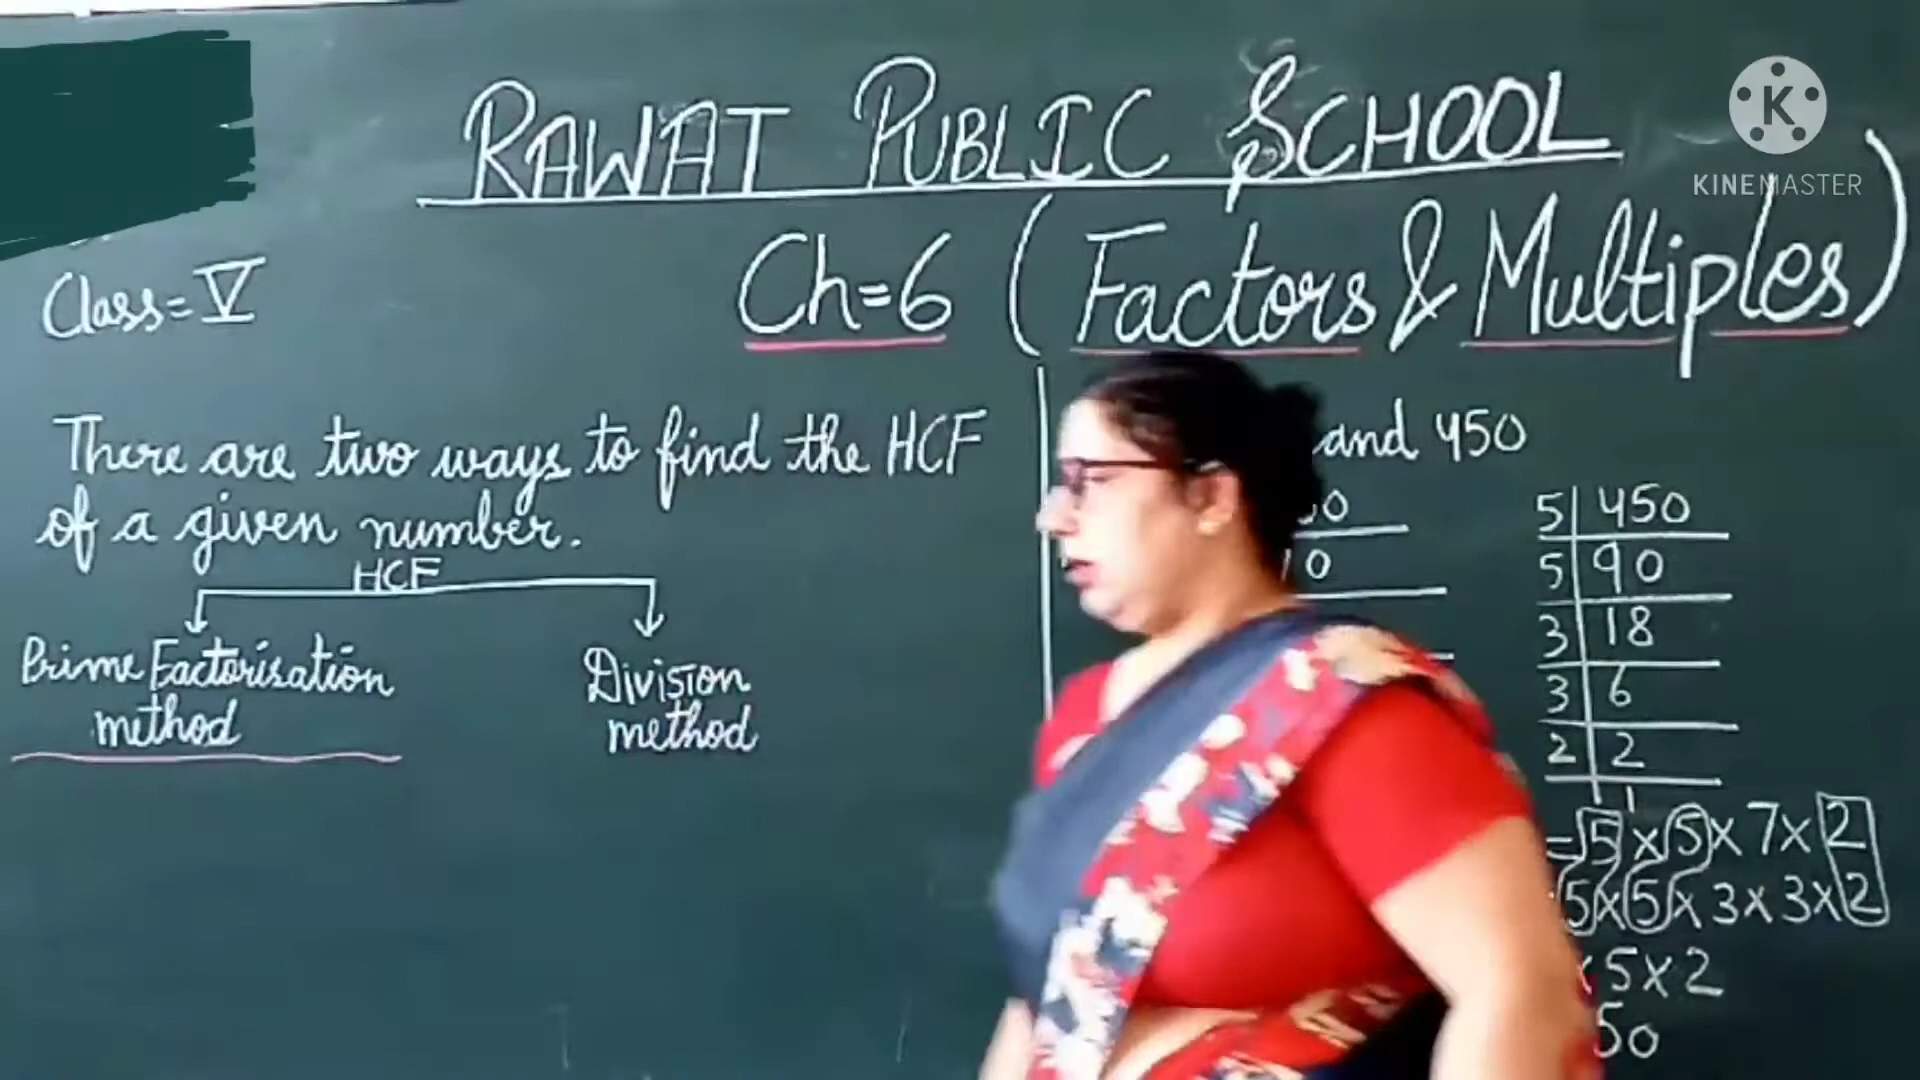 RAWAT PUBLIC SCHOOL
K
KINEMASTER
Class = V
Ch=6 (Factors & Multiples)
There are two ways to find the HCF
of a given number.
HCF
Prime Factorisation
method
Division
method
and 450
5 | 450
5 | 90
3 | 18
3 | 6
2 | 2
1
0
10
= 5 x 5 x 7 x 2
5 x 5 x 3 x 3 x 2
x 5 x 2
50